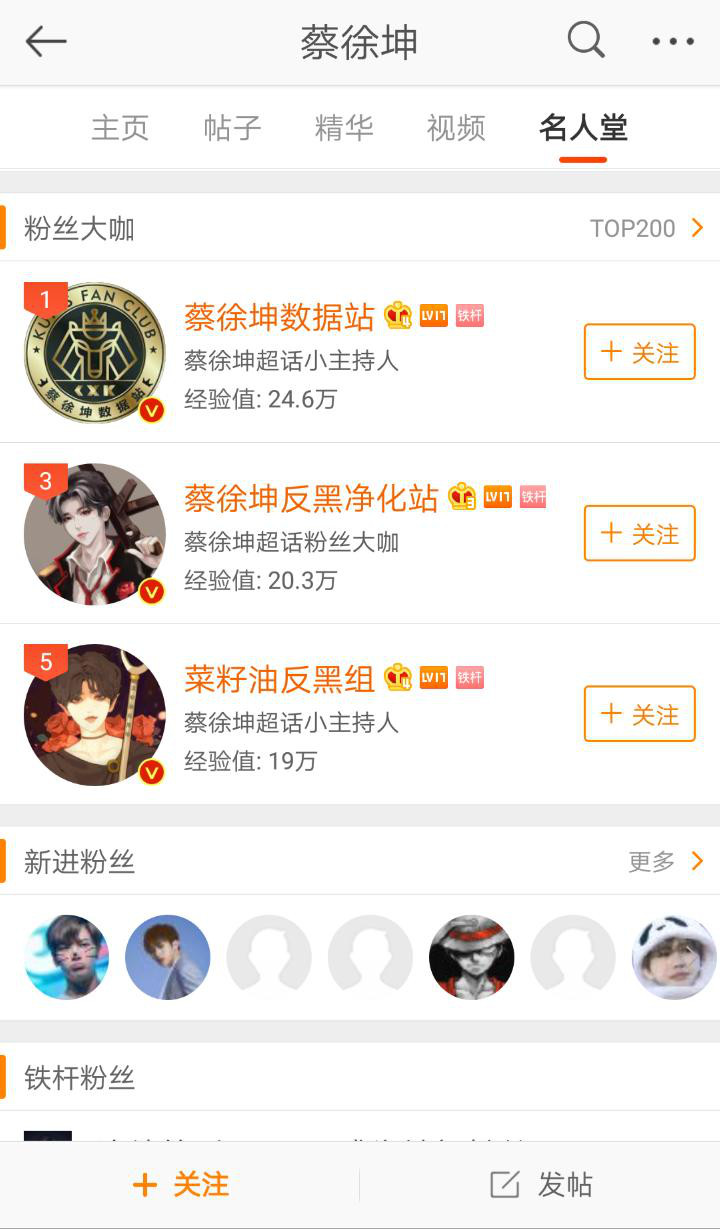 蔡徐坤
主页 帖子 精华 视频 名人堂
粉丝大咖 TOP200
1
KUN'S FAN CLUB
CXK
蔡徐坤数据站
蔡徐坤数据站 LV17 铁杆
蔡徐坤超话小主持人
经验值: 24.6万
+ 关注
3
蔡徐坤反黑净化站 LV17 铁杆
蔡徐坤超话粉丝大咖
经验值: 20.3万
+ 关注
5
菜籽油反黑组 LV17 铁杆
蔡徐坤超话小主持人
经验值: 19万
+ 关注
新进粉丝 更多
铁杆粉丝
+ 关注 发帖